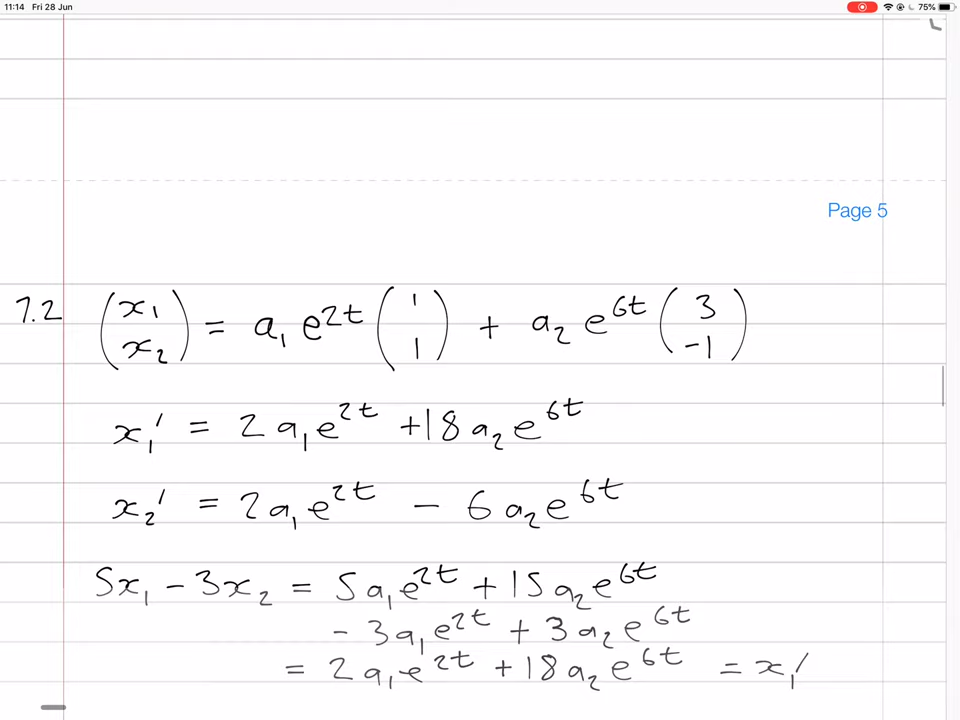 11:14 Fri 28 Jun 75%
Page 5
7.2 (x₁ x₂) = a₁e^{2t} (1 1) + a₂e^{6t} (3 -1)
x₁' = 2a₁e^{2t} + 18a₂e^{6t}
x₂' = 2a₁e^{2t} - 6a₂e^{6t}
5x₁ - 3x₂ = 5a₁e^{2t} + 15a₂e^{6t}
- 3a₁e^{2t} + 3a₂e^{6t}
= 2a₁e^{2t} + 18a₂e^{6t} = x₁'